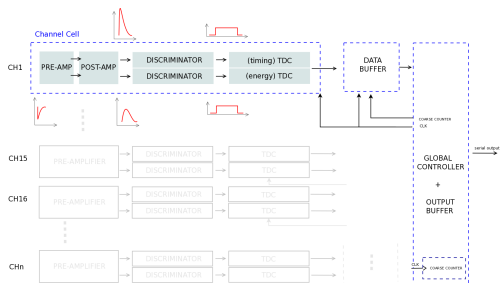 Channel Cell
CH1
PRE-AMP
POST-AMP
DISCRIMINATOR
(timing) TDC
DISCRIMINATOR
(energy) TDC
DATA
BUFFER
COARSE COUNTER
CLK
serial output
CH15
PRE-AMPLIFIER
DISCRIMINATOR
TDC
DISCRIMINATOR
TDC
GLOBAL
CONTROLLER
+
OUTPUT
BUFFER
CH16
PRE-AMPLIFIER
DISCRIMINATOR
TDC
DISCRIMINATOR
TDC
CHn
PRE-AMPLIFIER
DISCRIMINATOR
TDC
DISCRIMINATOR
TDC
CLK
COARSE COUNTER